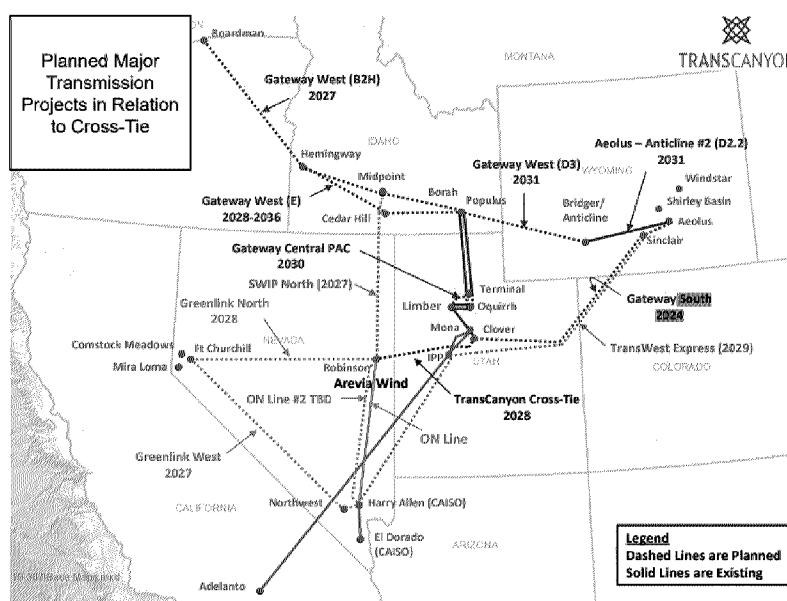 Planned Major
Transmission
Projects in Relation
to Cross-Tie
Boardman
MONTANA
TRANSCANYON
Gateway West (B2H)
2027
IDAHO
Hemingway
Midpoint
Gateway West (D3)
2031
WYOMING
Aeolus – Anticline #2 (D2.2)
2031
Windstar
Shirley Basin
Aeolus
Sinclair
Gateway West (E)
2028-2036
Borah
Populus
Bridger/
Anticline
Cedar Hill
Gateway Central PAC
2030
SWIP North (2027)
Terminal
Limber
Oquirrh
Gateway South
2024
Greenlink North
2028
Mona
Clover
TransWest Express (2029)
Comstock Meadows
Ft Churchill
NEVADA
Mira Loma
Robinson
IPP
UTAH
COLORADO
Arevia Wind
TransCanyon Cross-Tie
2028
ON Line #2 TBD
ON Line
Greenlink West
2027
CALIFORNIA
Northwest
Harry Allen (CAISO)
El Dorado
(CAISO)
ARIZONA
Adelanto
Legend
Dashed Lines are Planned
Solid Lines are Existing